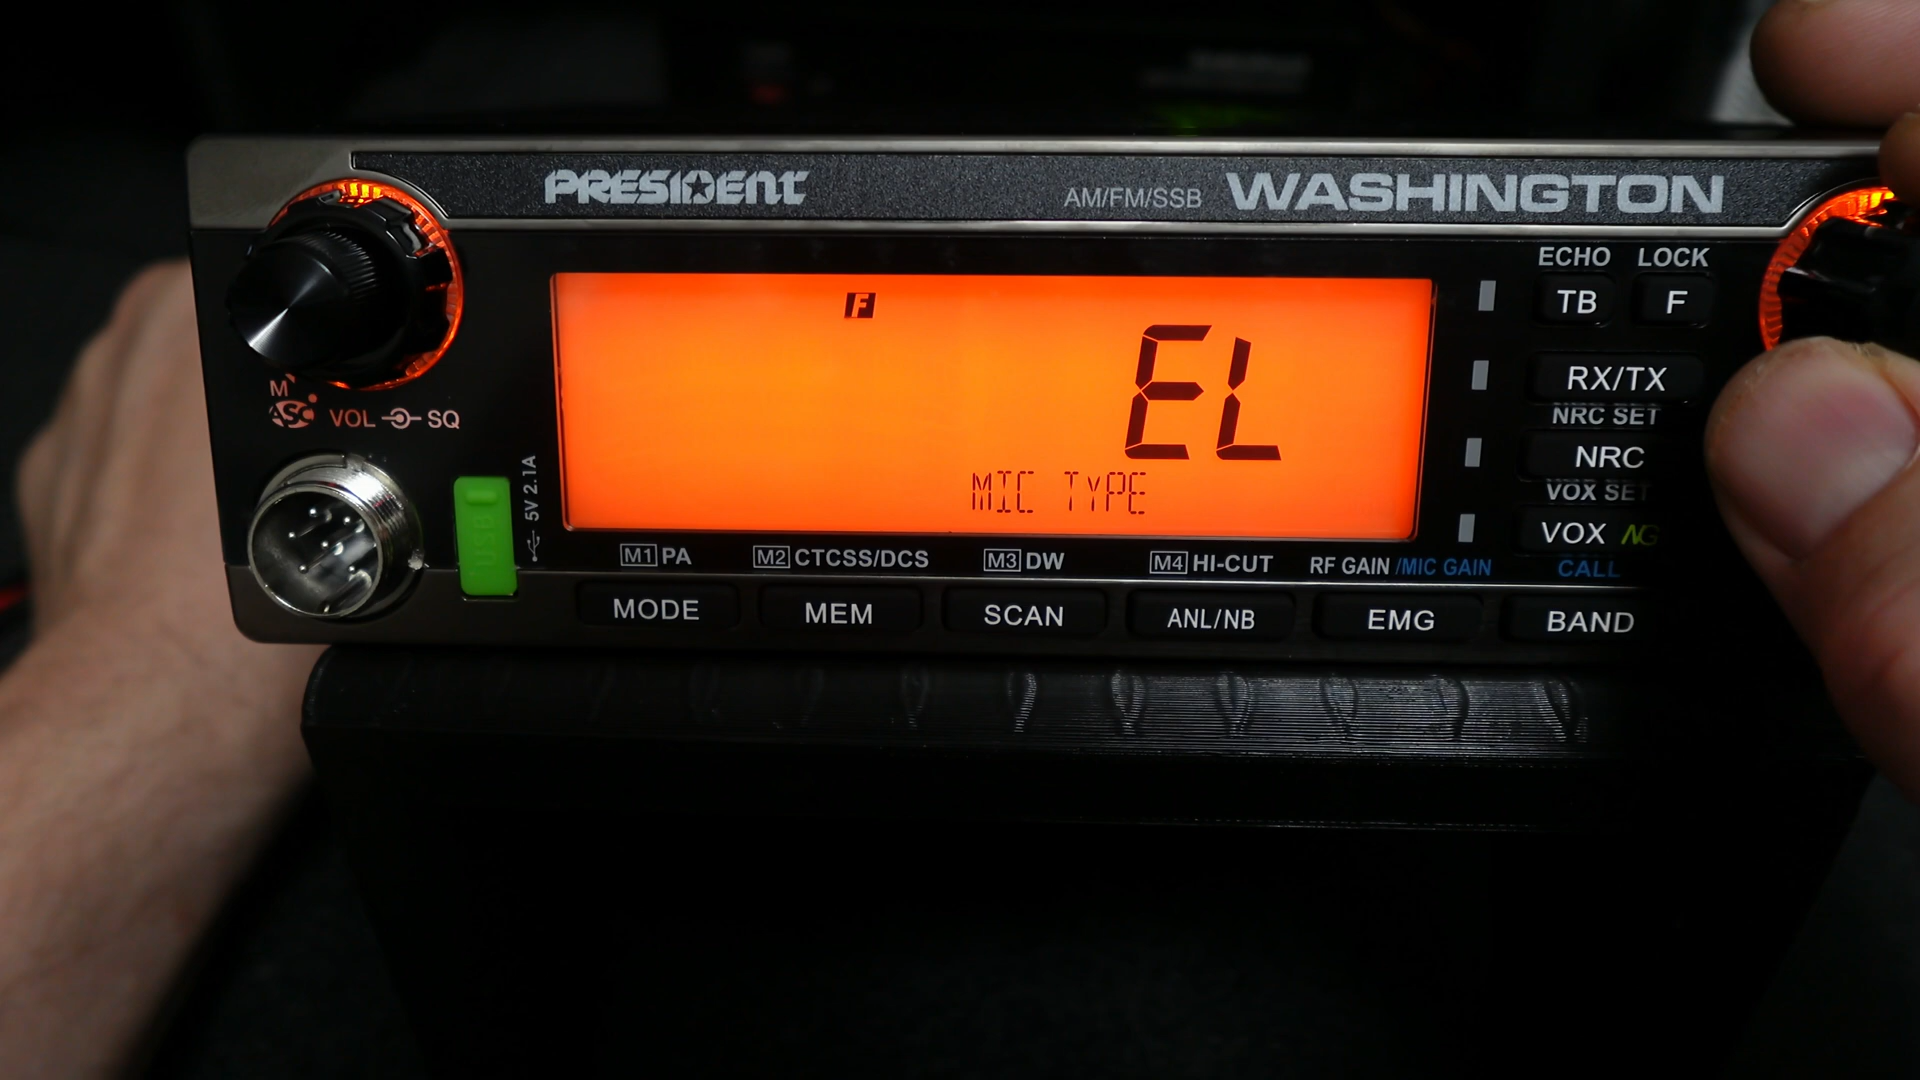 PRESIDENT
AM/FM/SSB WASHINGTON
ECHO LOCK
TB F
F
EL
MIC TYPE
RX/TX
NRC SET
NRC
VOX SET
VOX NG
CALL
M
ASC VOL SQ
USB
5V 2.1A
M1 PA M2 CTCSS/DCS M3 DW M4 HI-CUT RF GAIN /MIC GAIN
MODE MEM SCAN ANL/NB EMG BAND